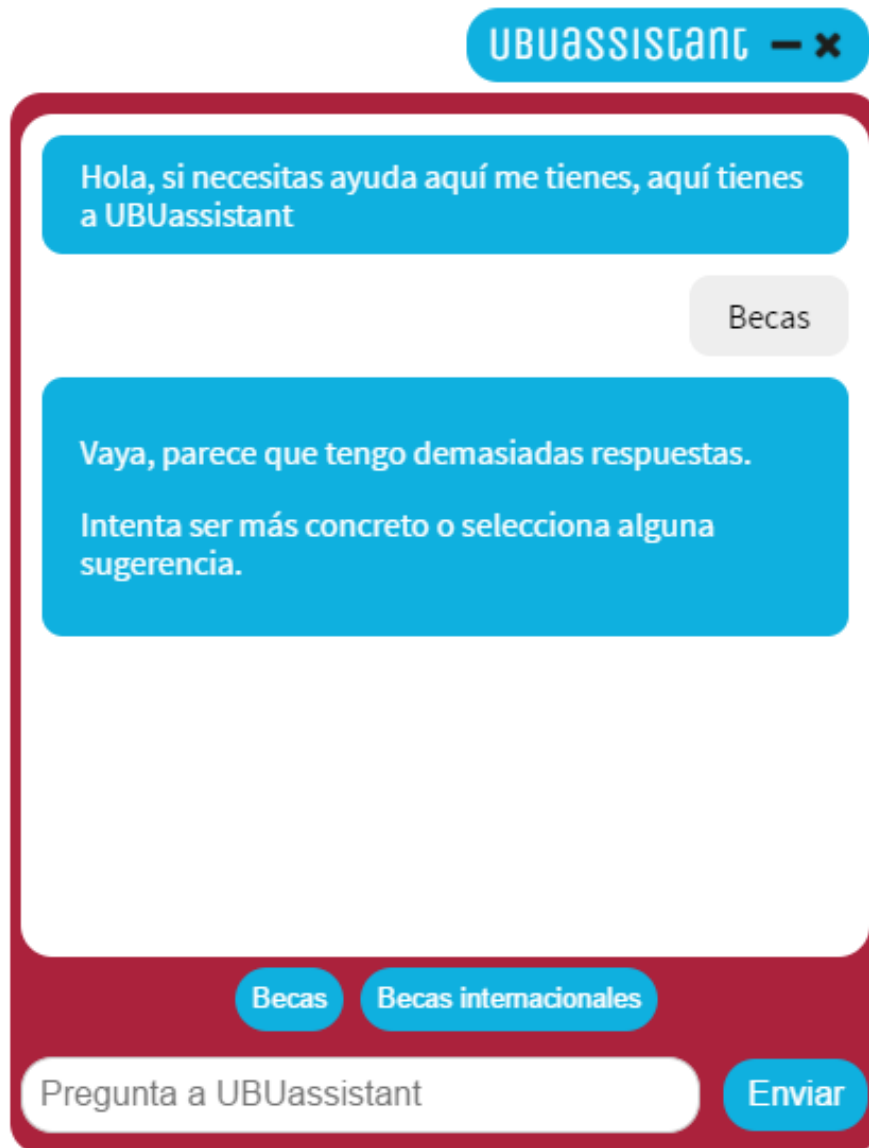 UBUassistant
Hola, si necesitas ayuda aquí me tienes, aquí tienes
a UBUassistant
Becas
Vaya, parece que tengo demasiadas respuestas.
Intenta ser más concreto o selecciona alguna
sugerencia.
Becas Becas internacionales
Pregunta a UBUassistant Enviar